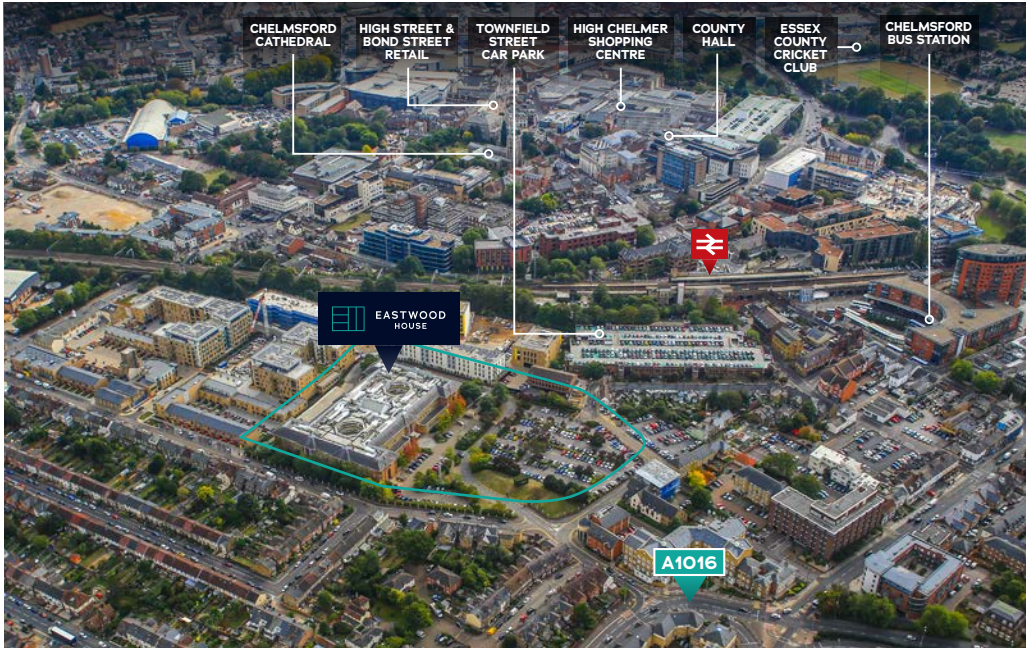 CHELMSFORD
CATHEDRAL
HIGH STREET &
BOND STREET
RETAIL
TOWNFIELD
STREET
CAR PARK
HIGH CHELMER
SHOPPING
CENTRE
COUNTY
HALL
ESSEX
COUNTY
CRICKET
CLUB
CHELMSFORD
BUS STATION
EASTWOOD
HOUSE
A1016